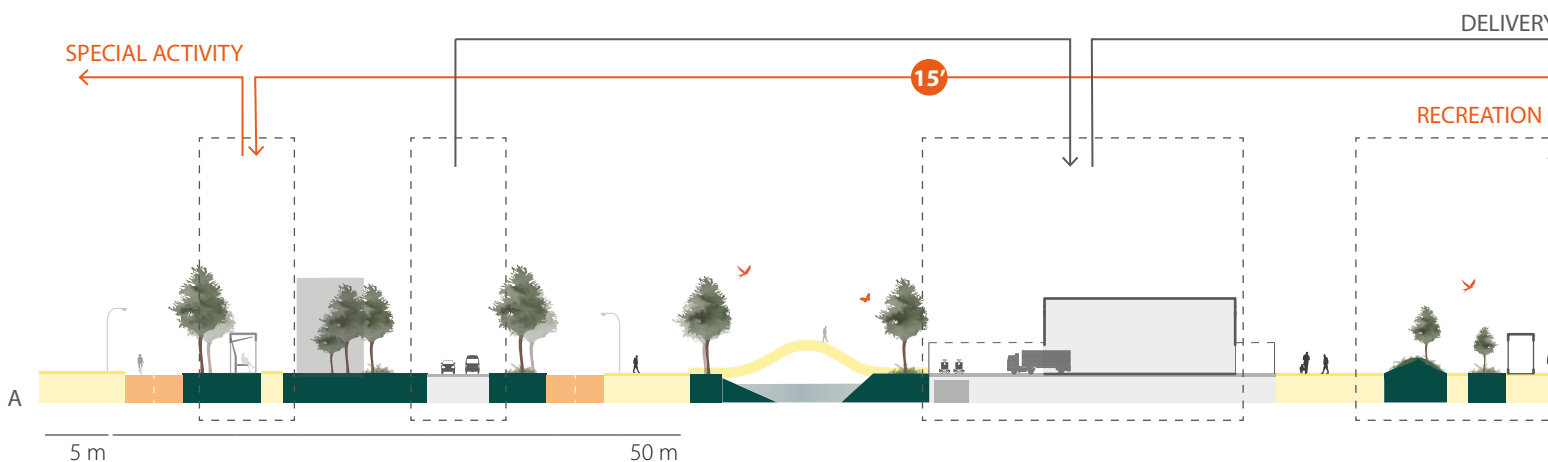 DELIVERY
SPECIAL ACTIVITY
15'
RECREATION
A
5 m
50 m